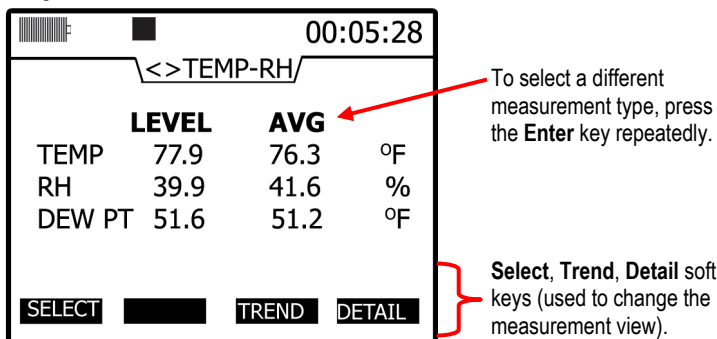 00:05:28
<>TEMP-RH
LEVEL AVG
TEMP 77.9 76.3 ºF
RH 39.9 41.6 %
DEW PT 51.6 51.2 ºF
SELECT TREND DETAIL
To select a different
measurement type, press
the Enter key repeatedly.
Select, Trend, Detail soft
keys (used to change the
measurement view).